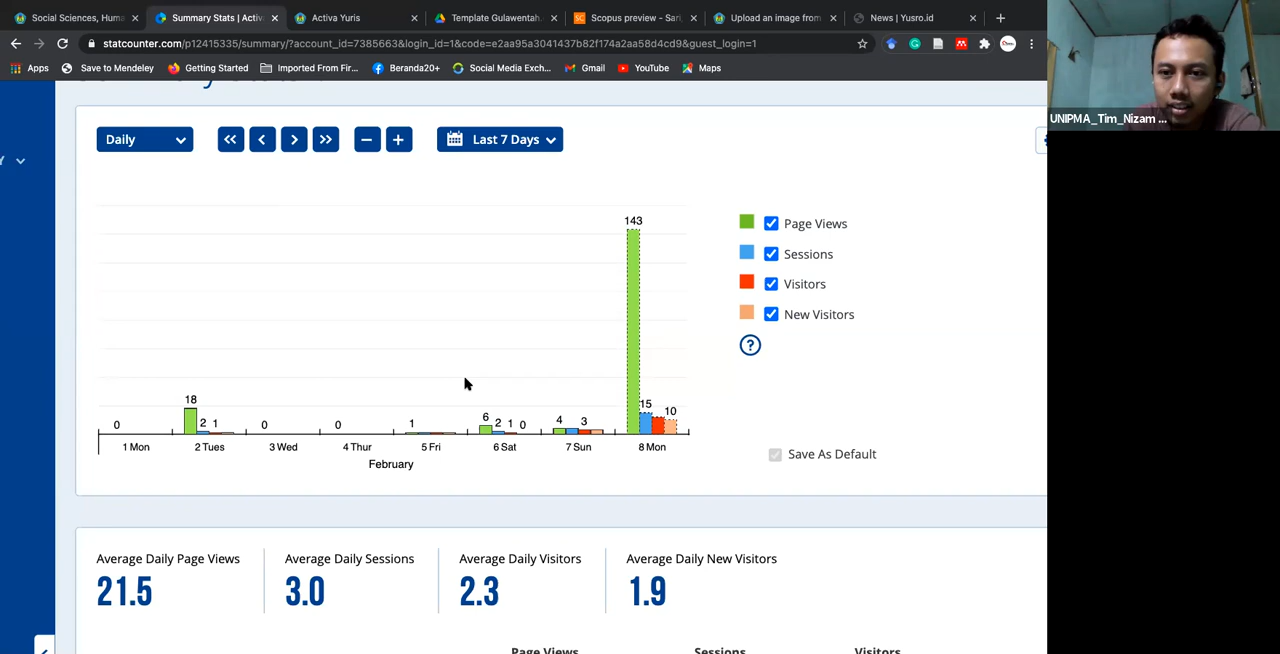 Social Sciences, Huma
Summary Stats | Activ
Activa Yuris
Template Gulawentah.
Scopus preview - Sari,
Upload an image from
News | Yusro.id
statcounter.com/p12415335/summary/?account_id=7385663&login_id=1&code=e2aa95a3041437b82f174a2aa58d4cd9&guest_login=1
Apps
Save to Mendeley
Getting Started
Imported From Fir...
Beranda20+
Social Media Exch...
Gmail
YouTube
Maps
UNIPMA_Tim_Nizam ...
Daily
Last 7 Days
Page Views
Sessions
Visitors
New Visitors
Save As Default
143
15
10
18
2
1
0
0
0
1
6
2
1
0
4
3
1 Mon
2 Tues
3 Wed
4 Thur
5 Fri
6 Sat
7 Sun
8 Mon
February
Average Daily Page Views
21.5
Average Daily Sessions
3.0
Average Daily Visitors
2.3
Average Daily New Visitors
1.9
Page Views
Sessions
Visitors